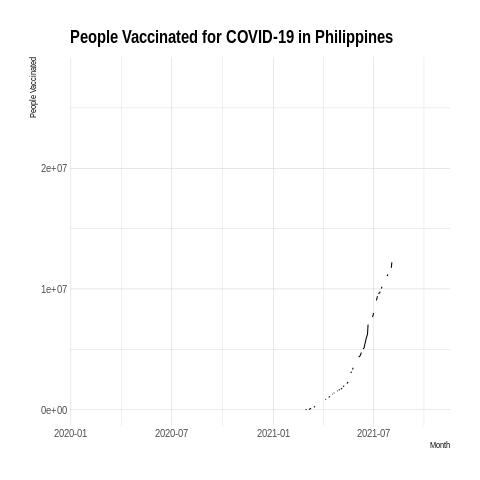 People Vaccinated for COVID-19 in Philippines
People Vaccinated
2e+07
1e+07
0e+00
2020-01 2020-07 2021-01 2021-07
Month